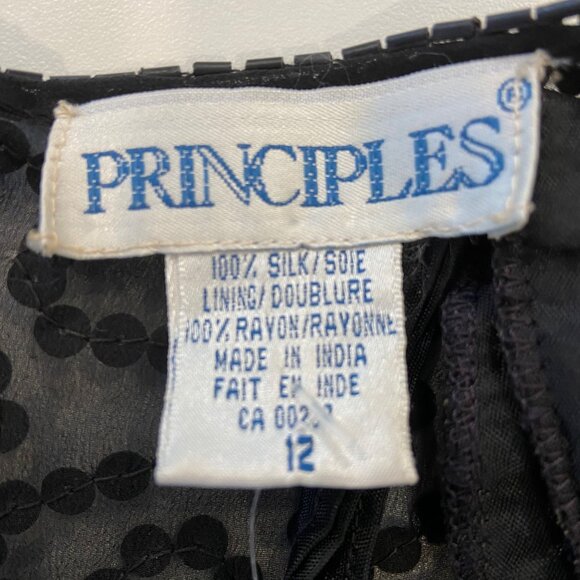 PRINCIPLES ®
100% SILK/SOIE
LINING/DOUBLURE
100% RAYON/RAYONNE
MADE IN INDIA
FAIT EN INDE
CA
12